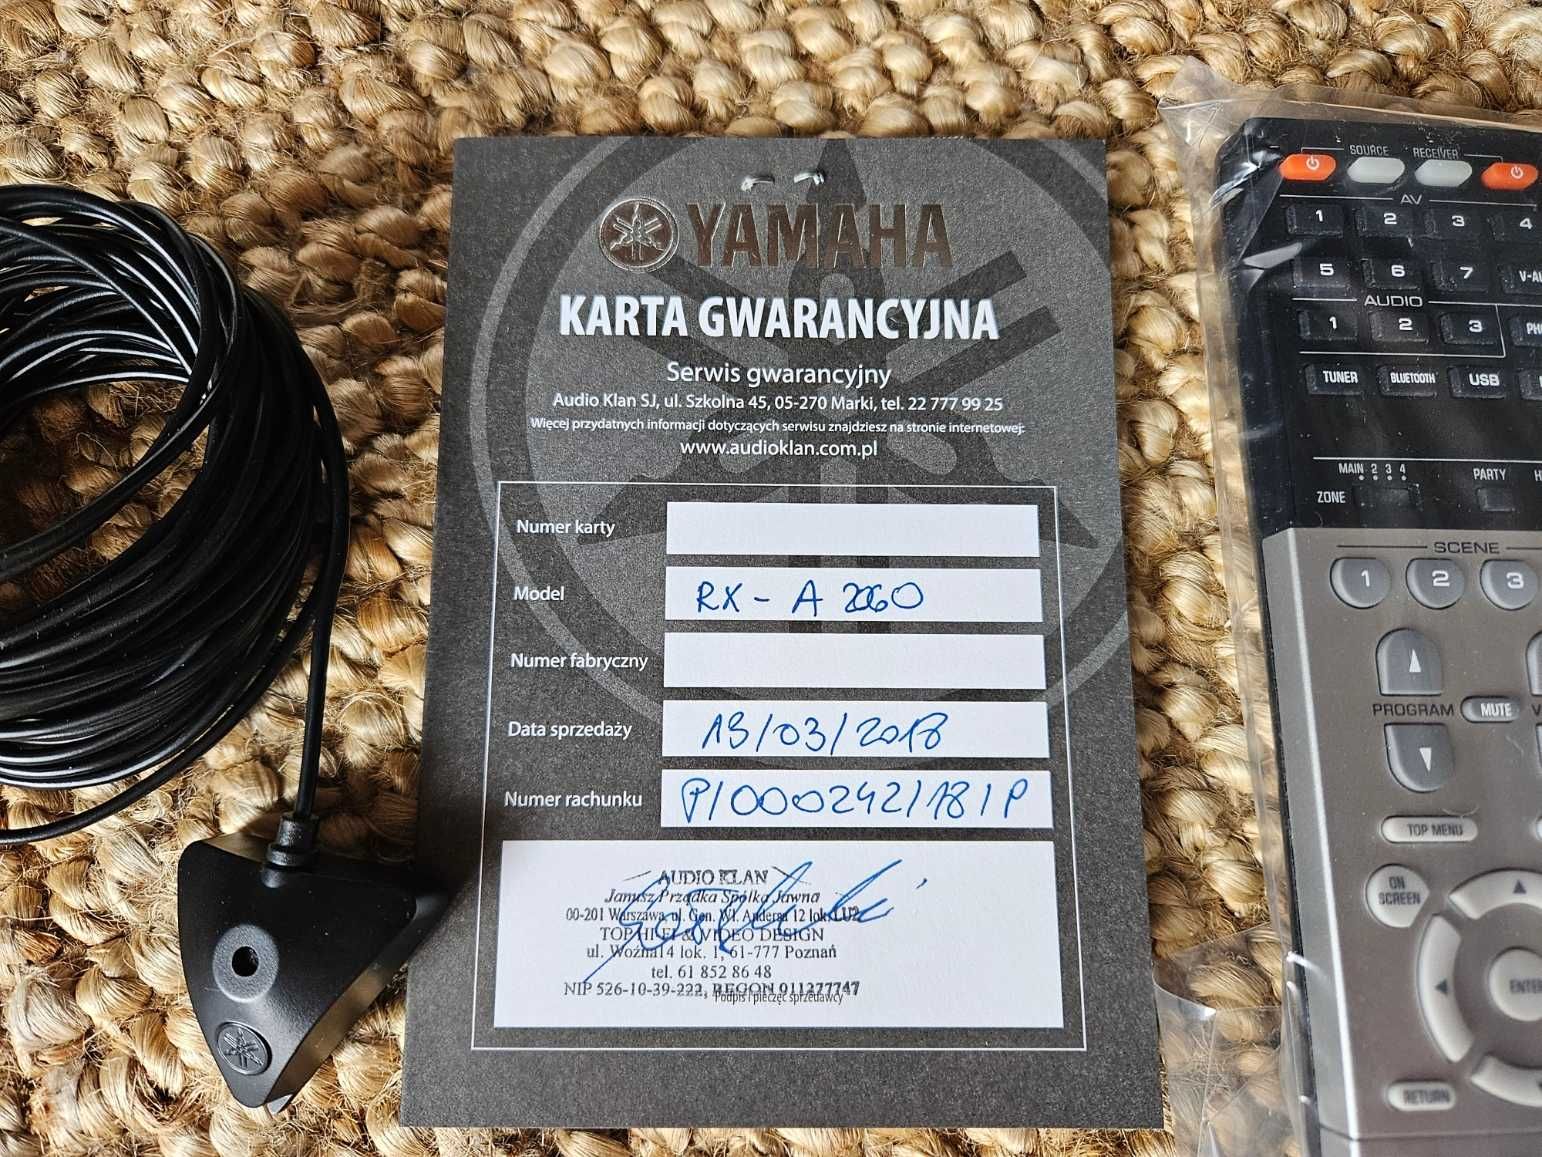 YAMAHA
KARTA GWARANCYJNA
Serwis gwarancyjny
Audio Klan SJ, ul. Szkolna 45, 05-270 Marki, tel. 22 777 99 25
Więcej przydatnych informacji dotyczących serwisu znajdziesz na stronie internetowej:
www.audioklan.com.pl
Numer karty
Model RX - A 2060
Numer fabryczny
Data sprzedaży 13/03/2018
Numer rachunku P/000242/18/P
AUDIO KLAN
Janusz Prządka Spółka Jawna
00-201 Warszawa, ul. Gen. Wł. Andersa 12 lok. LU2
TOP HI-FI & VIDEO DESIGN
ul. Woźna14 lok. 1, 61-777 Poznań
tel. 61 852 86 48
NIP 526-10-39-222, REGON 911277747
Podpis i pieczęć sprzedawcy
SOURCE RECEIVER
AV
1 2 3 4
5 6 7 V-AU
AUDIO
1 2 3 PHO
TUNER BLUETOOTH USB
MAIN 2 3 4
ZONE
PARTY H
SCENE
1 2 3
PROGRAM MUTE V
TOP MENU
ON
SCREEN
ENTER
RETURN